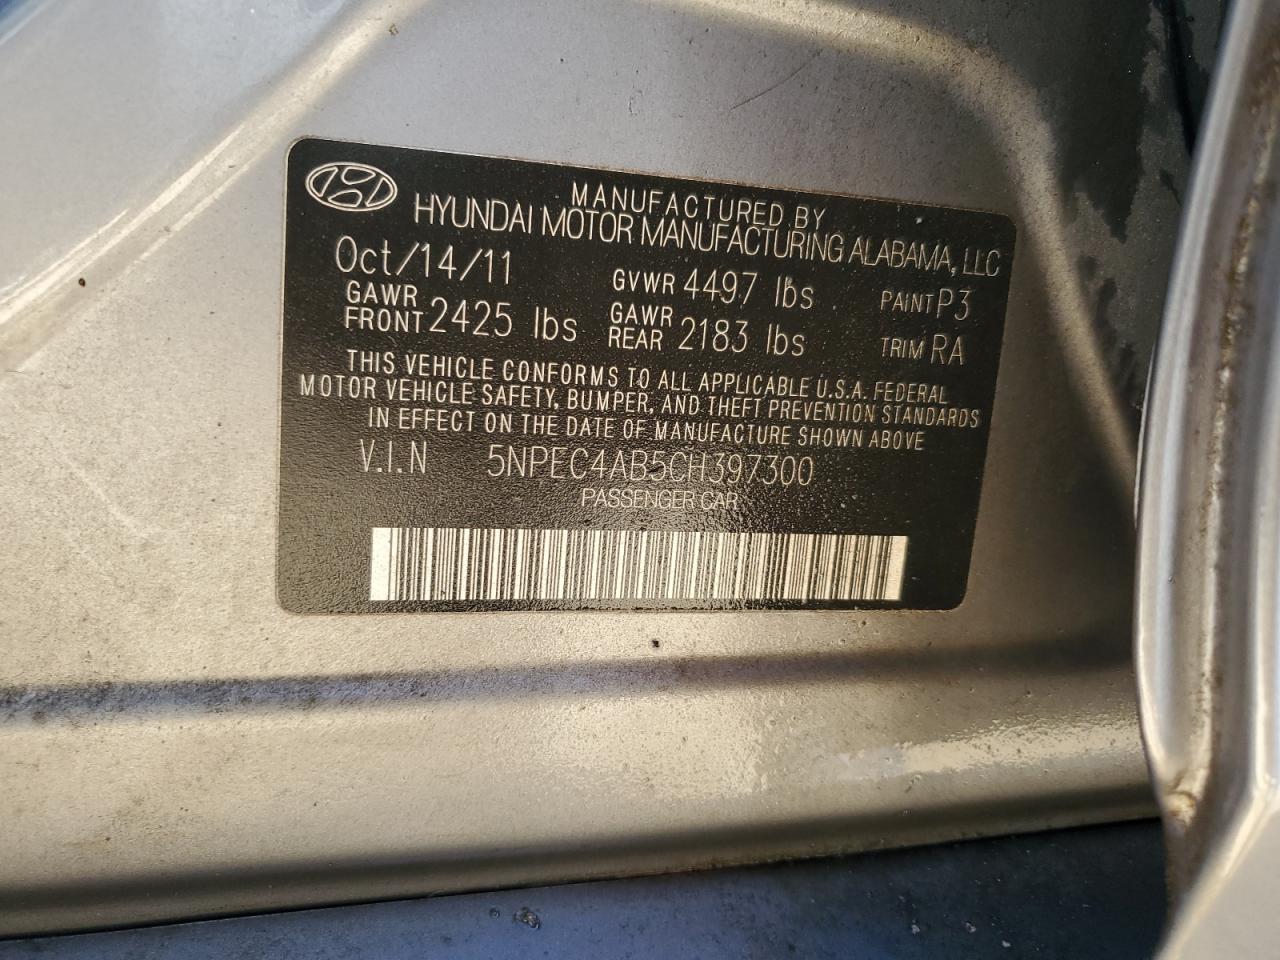 MANUFACTURED BY
HYUNDAI MOTOR MANUFACTURING ALABAMA, LLC
Oct/14/11 GVWR 4497 lbs PAINT P3
GAWR FRONT 2425 lbs GAWR REAR 2183 lbs TRIM RA
THIS VEHICLE CONFORMS TO ALL APPLICABLE U.S.A. FEDERAL
MOTOR VEHICLE SAFETY, BUMPER, AND THEFT PREVENTION STANDARDS
IN EFFECT ON THE DATE OF MANUFACTURE SHOWN ABOVE
V.I.N 5NPEC4AB5CH397300
PASSENGER CAR